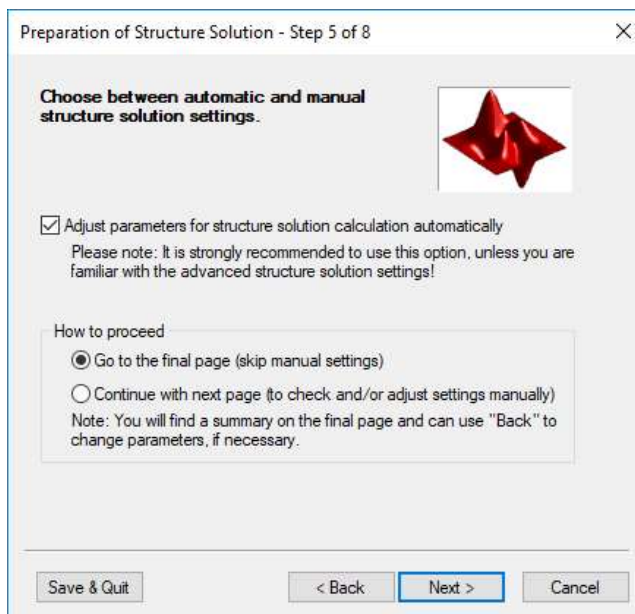 Preparation of Structure Solution - Step 5 of 8
Choose between automatic and manual
structure solution settings.
Adjust parameters for structure solution calculation automatically
Please note: It is strongly recommended to use this option, unless you are
familiar with the advanced structure solution settings!
How to proceed
Go to the final page (skip manual settings)
Continue with next page (to check and/or adjust settings manually)
Note: You will find a summary on the final page and can use "Back" to
change parameters, if necessary.
Save & Quit
< Back
Next >
Cancel